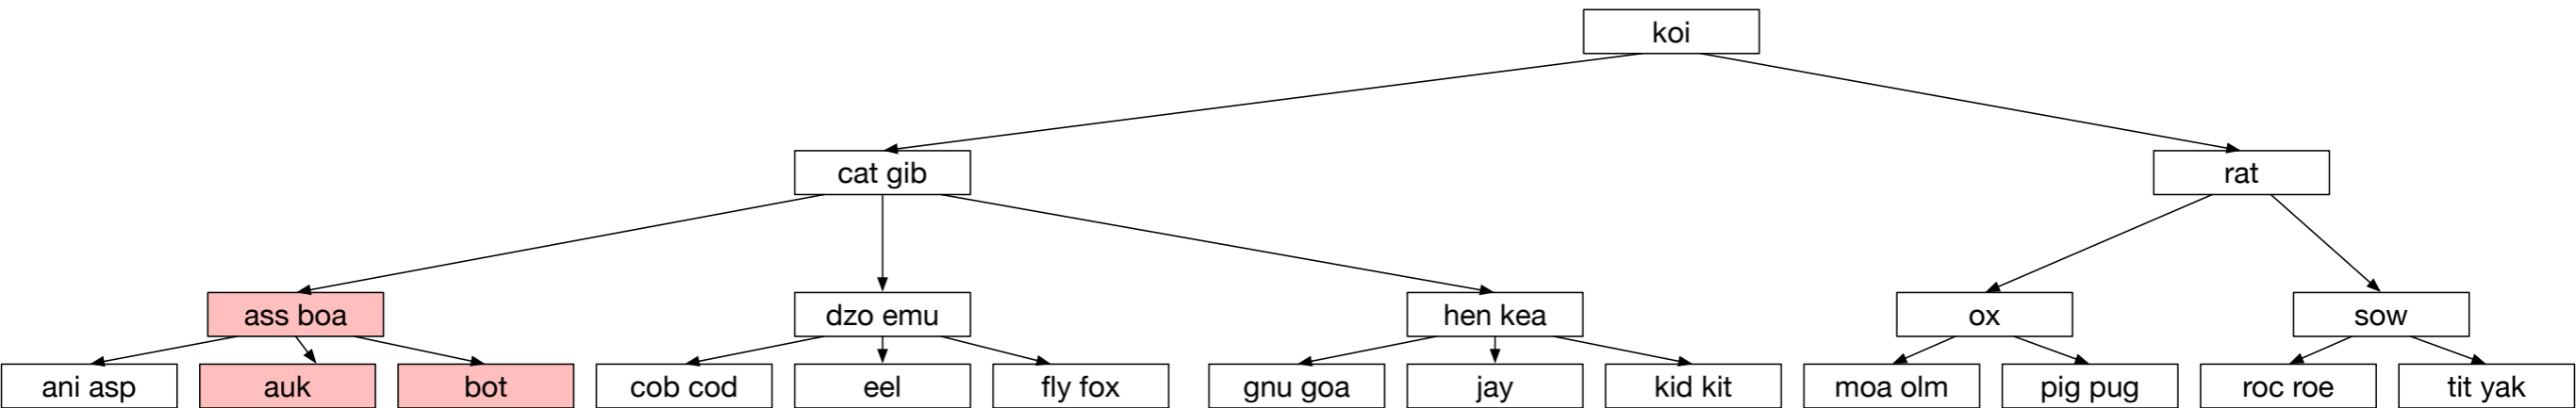 koi
cat gib
rat
ass boa
dzo emu
hen kea
ox
sow
ani asp
auk
bot
cob cod
eel
fly fox
gnu goa
jay
kid kit
moa olm
pig pug
roc roe
tit yak